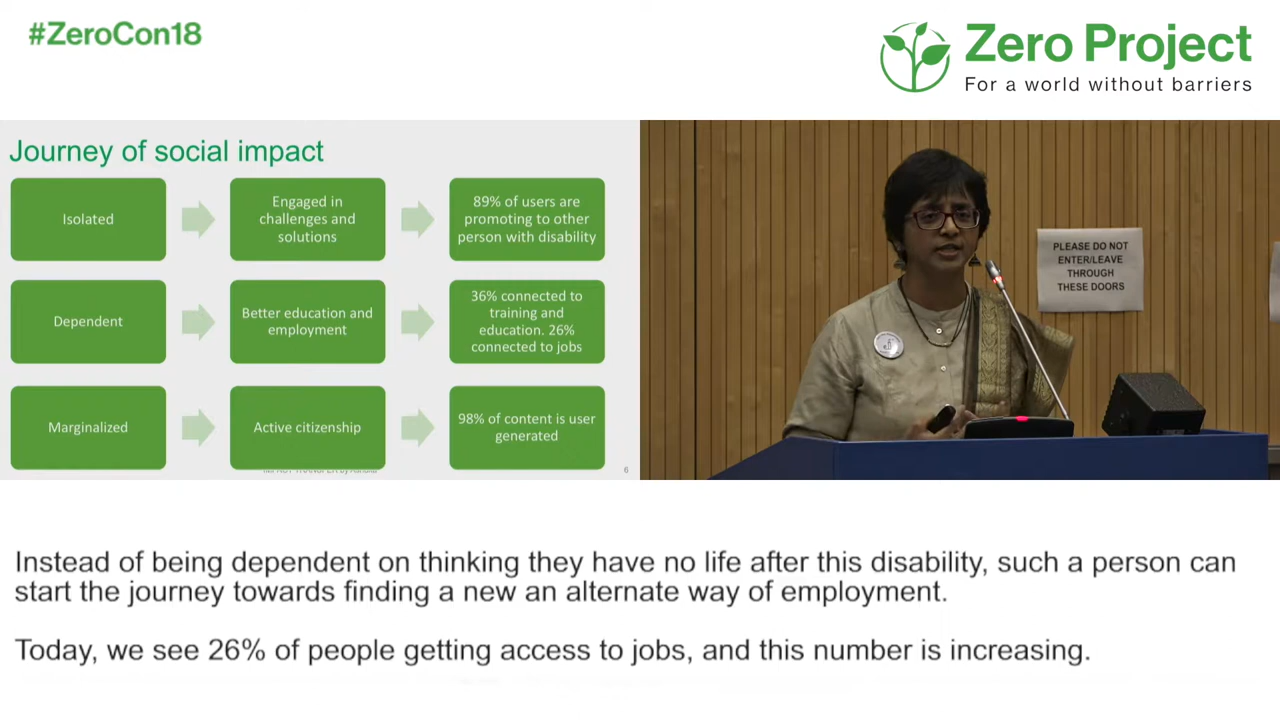 #ZeroCon18
Zero Project
For a world without barriers
Journey of social impact
Isolated
Engaged in
challenges and
solutions
89% of users are
promoting to other
person with disability
Dependent
Better education and
employment
36% connected to
training and
education. 26%
connected to jobs
Marginalized
Active citizenship
98% of content is user
generated
6
PLEASE DO NOT
ENTER/LEAVE
THROUGH
THESE DOORS
Instead of being dependent on thinking they have no life after this disability, such a person can
start the journey towards finding a new an alternate way of employment.
Today, we see 26% of people getting access to jobs, and this number is increasing.